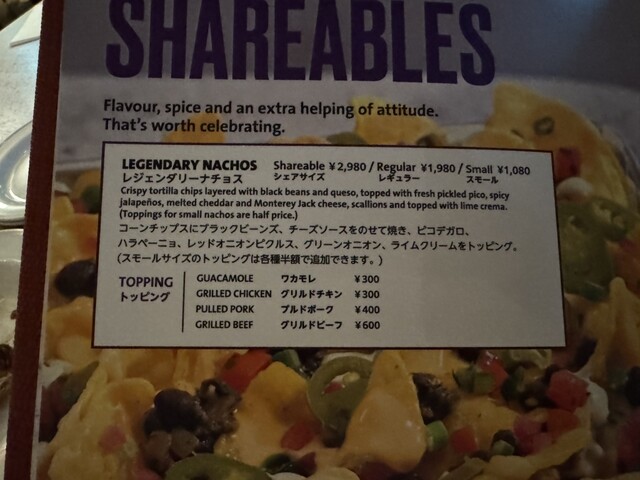 SHAREABLES
Flavour, spice and an extra helping of attitude.
That's worth celebrating.
LEGENDARY NACHOS Shareable ¥2,980 / Regular ¥1,980 / Small ¥1,080
レジェンダリーナチョス シェアサイズ レギュラー スモール
Crispy tortilla chips layered with black beans and queso, topped with fresh pickled pico, spicy
jalapeños, melted cheddar and Monterey Jack cheese, scallions and topped with lime crema.
(Toppings for small nachos are half price.)
コーンチップスにブラックビーンズ、チーズソースをのせて焼き、ピコデガロ、
ハラペーニョ、レッドオニオンピクルス、グリーンオニオン、ライムクリームをトッピング。
(スモールサイズのトッピングは各種半額で追加できます。)
TOPPING
トッピング
GUACAMOLE ワカモレ ¥300
GRILLED CHICKEN グリルドチキン ¥300
PULLED PORK プルドポーク ¥400
GRILLED BEEF グリルドビーフ ¥600